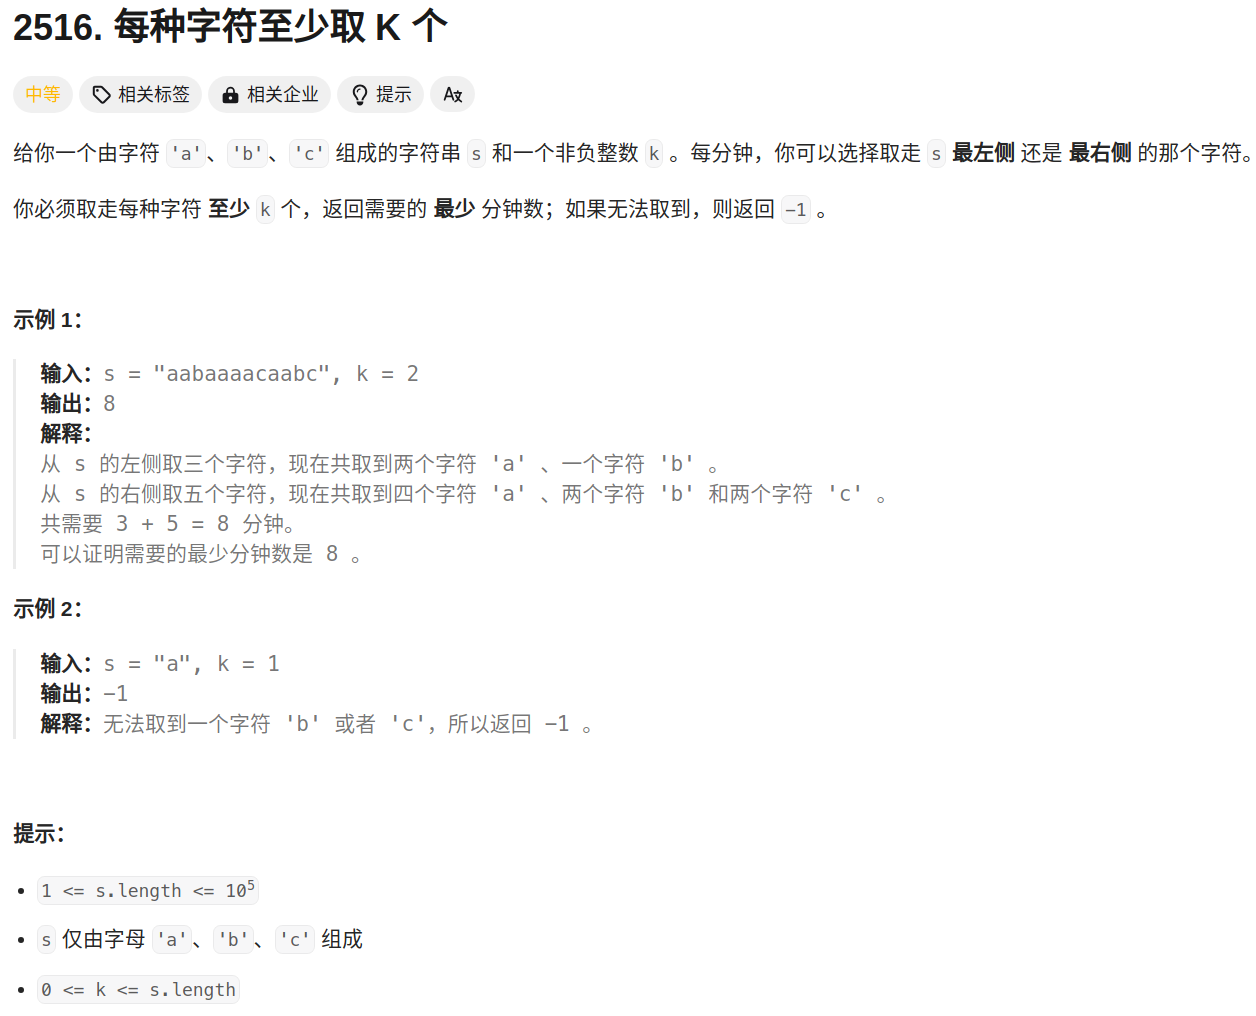 2516. 每种字符至少取 K 个
中等 相关标签 相关企业 提示
给你一个由字符 'a'、'b'、'c' 组成的字符串 s 和一个非负整数 k 。每分钟，你可以选择取走 s 最左侧 还是 最右侧 的那个字符。
你必须取走每种字符 至少 k 个，返回需要的 最少 分钟数；如果无法取到，则返回 -1 。
示例 1：
输入：s = "aabaaaacaabc", k = 2
输出：8
解释：
从 s 的左侧取三个字符，现在共取到两个字符 'a' 、一个字符 'b' 。
从 s 的右侧取五个字符，现在共取到四个字符 'a' 、两个字符 'b' 和两个字符 'c' 。
共需要 3 + 5 = 8 分钟。
可以证明需要的最少分钟数是 8 。
示例 2：
输入：s = "a", k = 1
输出：-1
解释：无法取到一个字符 'b' 或者 'c'，所以返回 -1 。
提示：
1 <= s.length <= 10⁵
s 仅由字母 'a'、'b'、'c' 组成
0 <= k <= s.length